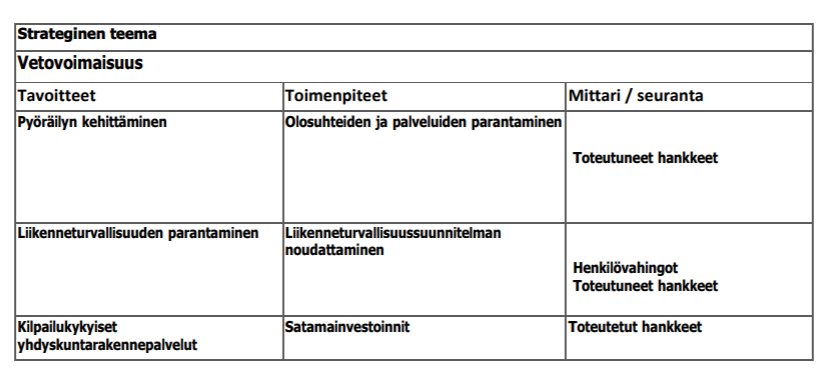 Strateginen teema
Vetovoimaisuus
Tavoitteet
Toimenpiteet
Mittari / seuranta
Pyöräilyn kehittäminen
Olosuhteiden ja palveluiden parantaminen
Toteutuneet hankkeet
Liikenneturvallisuuden parantaminen
Liikenneturvallisuussuunnitelman
noudattaminen
Henkilövahingot
Toteutuneet hankkeet
Kilpailukykyiset
yhdyskuntarakennepalvelut
Satamainvestoinnit
Toteutetut hankkeet